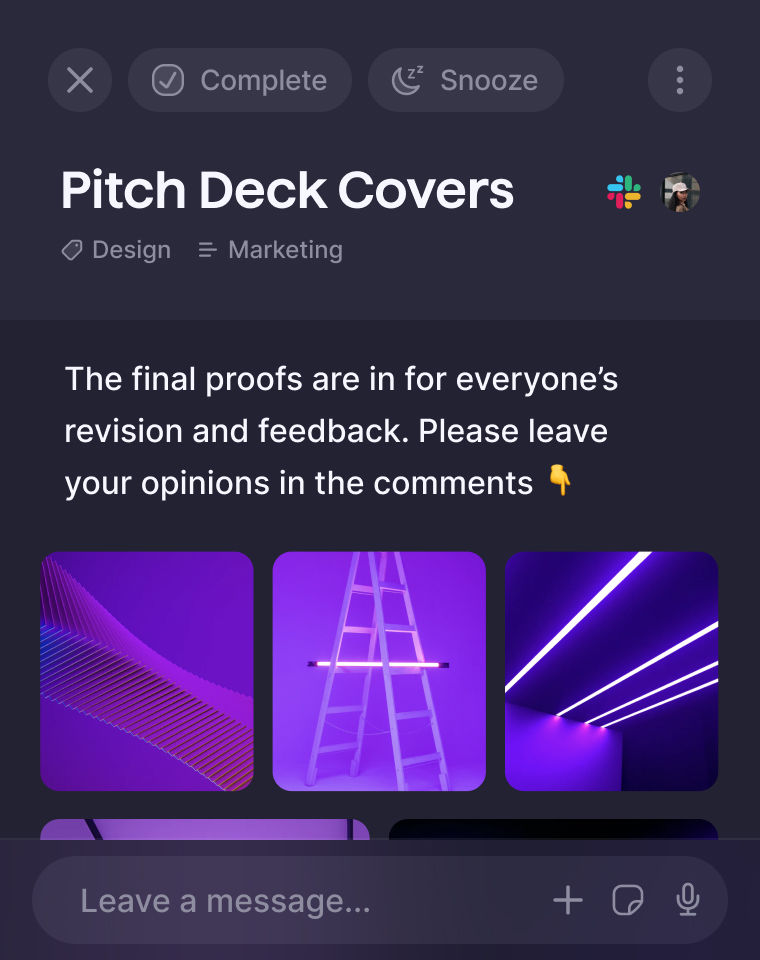 Complete
Snooze
Pitch Deck Covers
Design
Marketing
The final proofs are in for everyone’s
revision and feedback. Please leave
your opinions in the comments 👇
Leave a message...